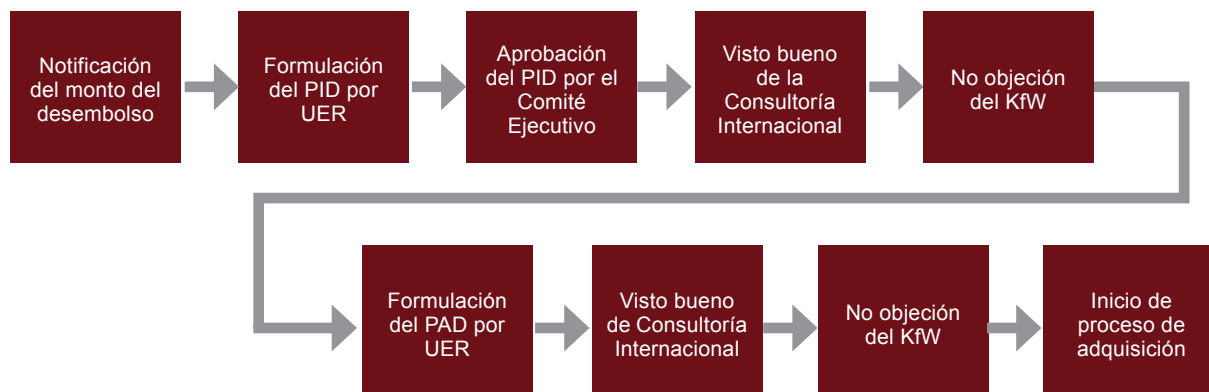 Notificación
del monto del
desembolso
Formulación
del PID por
UER
Aprobación
del PID por el
Comité
Ejecutivo
Visto bueno
de la
Consultoría
Internacional
No objeción
del KfW
Formulación
del PAD por
UER
Visto bueno
de Consultoría
Internacional
No objeción
del KfW
Inicio de
proceso de
adquisición